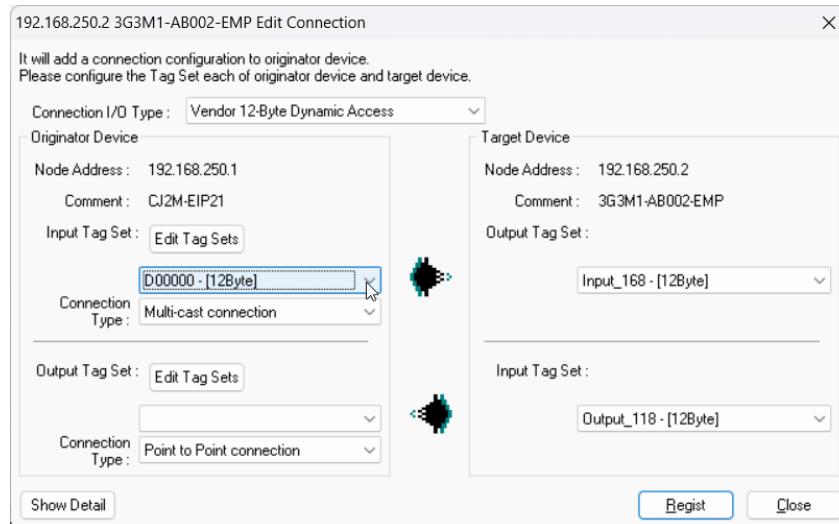 192.168.250.2 3G3M1-AB002-EMP Edit Connection
It will add a connection configuration to originator device.
Please configure the Tag Set each of originator device and target device.
Connection I/O Type : Vendor 12-Byte Dynamic Access
Originator Device
Node Address : 192.168.250.1
Comment : CJ2M-EIP21
Input Tag Set : Edit Tag Sets
D00000 - [12Byte]
Connection Type : Multi-cast connection
Output Tag Set : Edit Tag Sets
Connection Type : Point to Point connection
Target Device
Node Address : 192.168.250.2
Comment : 3G3M1-AB002-EMP
Output Tag Set :
Input_168 - [12Byte]
Input Tag Set :
Output_118 - [12Byte]
Show Detail
Regist
Close